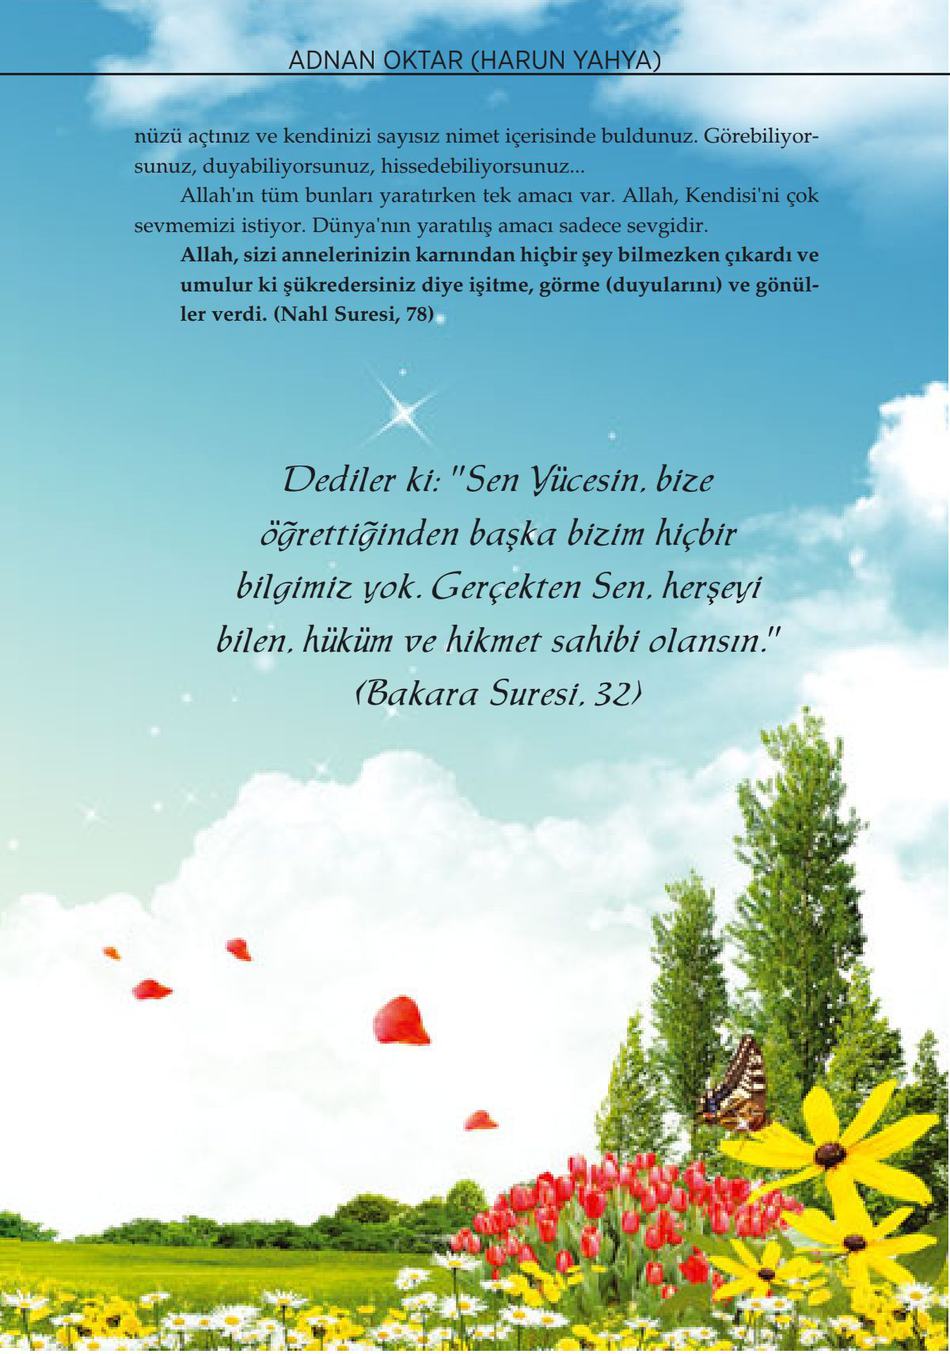 ADNAN OKTAR (HARUN YAHYA)
nüzü açtınız ve kendinizi sayısız nimet içerisinde buldunuz. Görebiliyor-
sunuz, duyabiliyorsunuz, hissedebiliyorsunuz...
Allah'ın tüm bunları yaratırken tek amacı var. Allah, Kendisi'ni çok
sevmemizi istiyor. Dünya'nın yaratılış amacı sadece sevgidir.
Allah, sizi annelerinizin karnından hiçbir şey bilmezken çıkardı ve
umulur ki şükredersiniz diye işitme, görme (duyularını) ve gönül-
ler verdi. (Nahl Suresi, 78)
Dediler ki: "Sen Yücesin, bize
öğrettiğinden başka bizim hiçbir
bilgimiz yok. Gerçekten Sen, herşeyi
bilen, hüküm ve hikmet sahibi olansın."
(Bakara Suresi, 32)